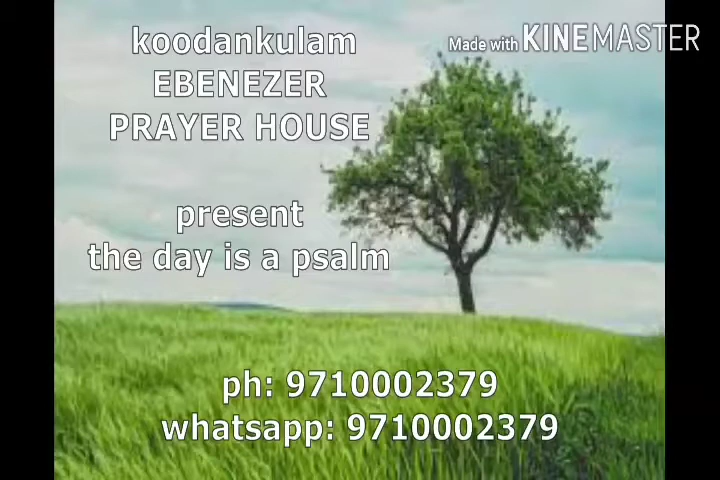 koodankulam
Made with KINEMASTER
EBENEZER
PRAYER HOUSE
present
the day is a psalm
ph: 9710002379
whatsapp: 9710002379